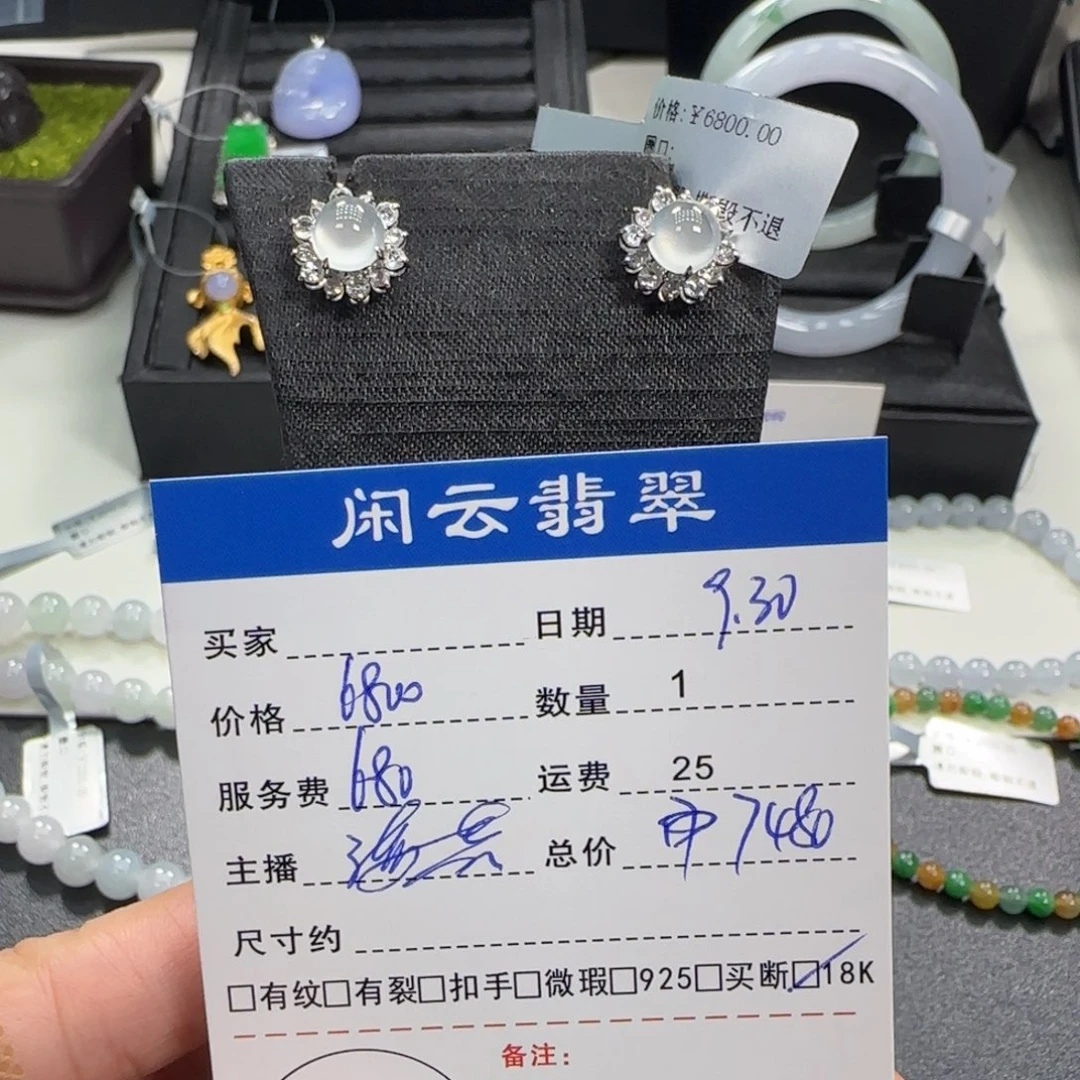 价格:¥6800.00
圈口:
毁不退
闲云翡翠
买家 日期 9.30
价格 6800 数量 1
服务费 680 运费 25
主播 总价 申 7480
尺寸约
□有纹□有裂□扣手□微瑕□925□买断☑18K
备注: